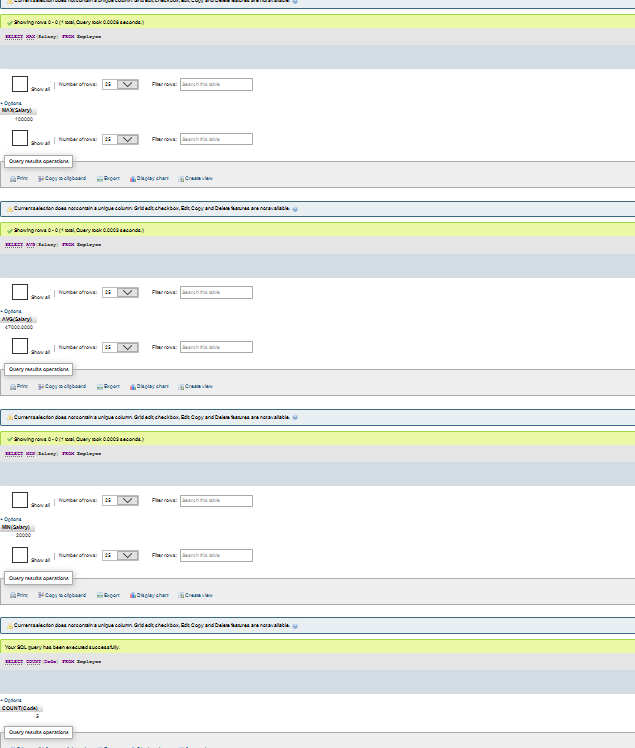 Current selection does not contain a unique column. Grid edit, checkbox, Edit, Copy and Delete features are not available.
Showing rows 0 - 0 (1 total, Query took 0.0005 seconds.)
SELECT MAX(Salary) FROM Employee
Show all | Number of rows: 25 Filter rows: Search this table
+ Options
MAX(Salary)
100000
Show all | Number of rows: 25 Filter rows: Search this table
Query results operations
Print Copy to clipboard Export Display chart Create view
Current selection does not contain a unique column. Grid edit, checkbox, Edit, Copy and Delete features are not available.
Showing rows 0 - 0 (1 total, Query took 0.0003 seconds.)
SELECT AVG(Salary) FROM Employee
Show all | Number of rows: 25 Filter rows: Search this table
+ Options
AVG(Salary)
47000.0000
Show all | Number of rows: 25 Filter rows: Search this table
Query results operations
Print Copy to clipboard Export Display chart Create view
Current selection does not contain a unique column. Grid edit, checkbox, Edit, Copy and Delete features are not available.
Showing rows 0 - 0 (1 total, Query took 0.0003 seconds.)
SELECT MIN(Salary) FROM Employee
Show all | Number of rows: 25 Filter rows: Search this table
+ Options
MIN(Salary)
20000
Show all | Number of rows: 25 Filter rows: Search this table
Query results operations
Print Copy to clipboard Export Display chart Create view
Current selection does not contain a unique column. Grid edit, checkbox, Edit, Copy and Delete features are not available.
Your SQL query has been executed successfully.
SELECT COUNT(Code) FROM Employee
+ Options
COUNT(Code)
5
Query results operations